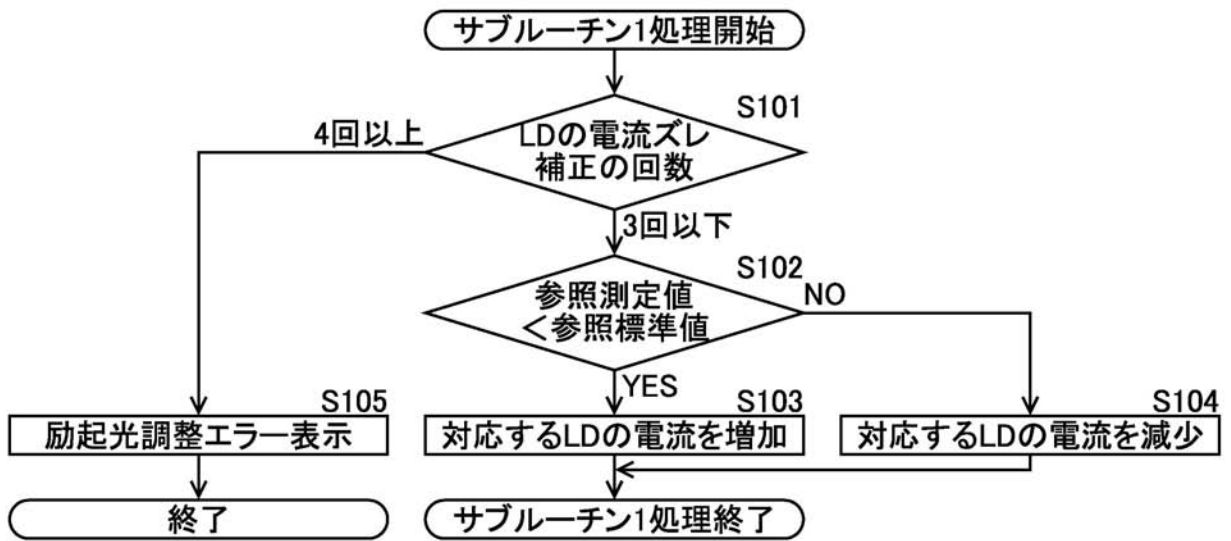 サブルーチン1処理開始
S101
4回以上
LDの電流ズレ
補正の回数
3回以下
S102
参照測定値
＜参照標準値
NO
YES
S105
励起光調整エラー表示
S103
対応するLDの電流を増加
S104
対応するLDの電流を減少
終了
サブルーチン1処理終了